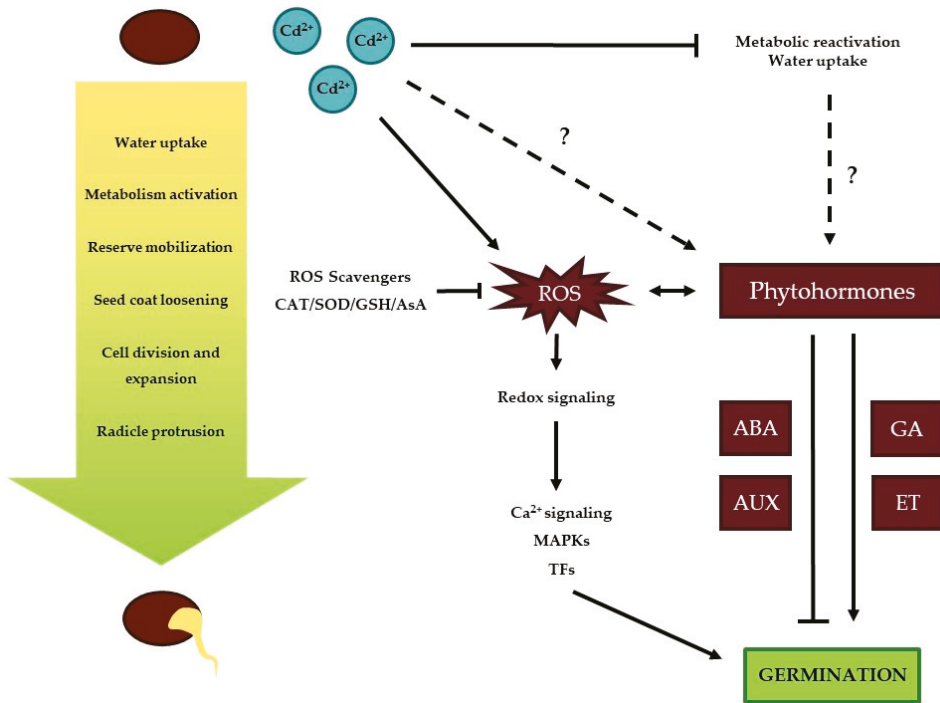 Cd²⁺
Cd²⁺
Cd²⁺
Metabolic reactivation
Water uptake
?
?
Water uptake
Metabolism activation
Reserve mobilization
Seed coat loosening
Cell division and
expansion
Radicle protrusion
ROS Scavengers
CAT/SOD/GSH/AsA
ROS
Phytohormones
Redox signaling
Ca²⁺ signaling
MAPKs
TFs
ABA
GA
AUX
ET
GERMINATION